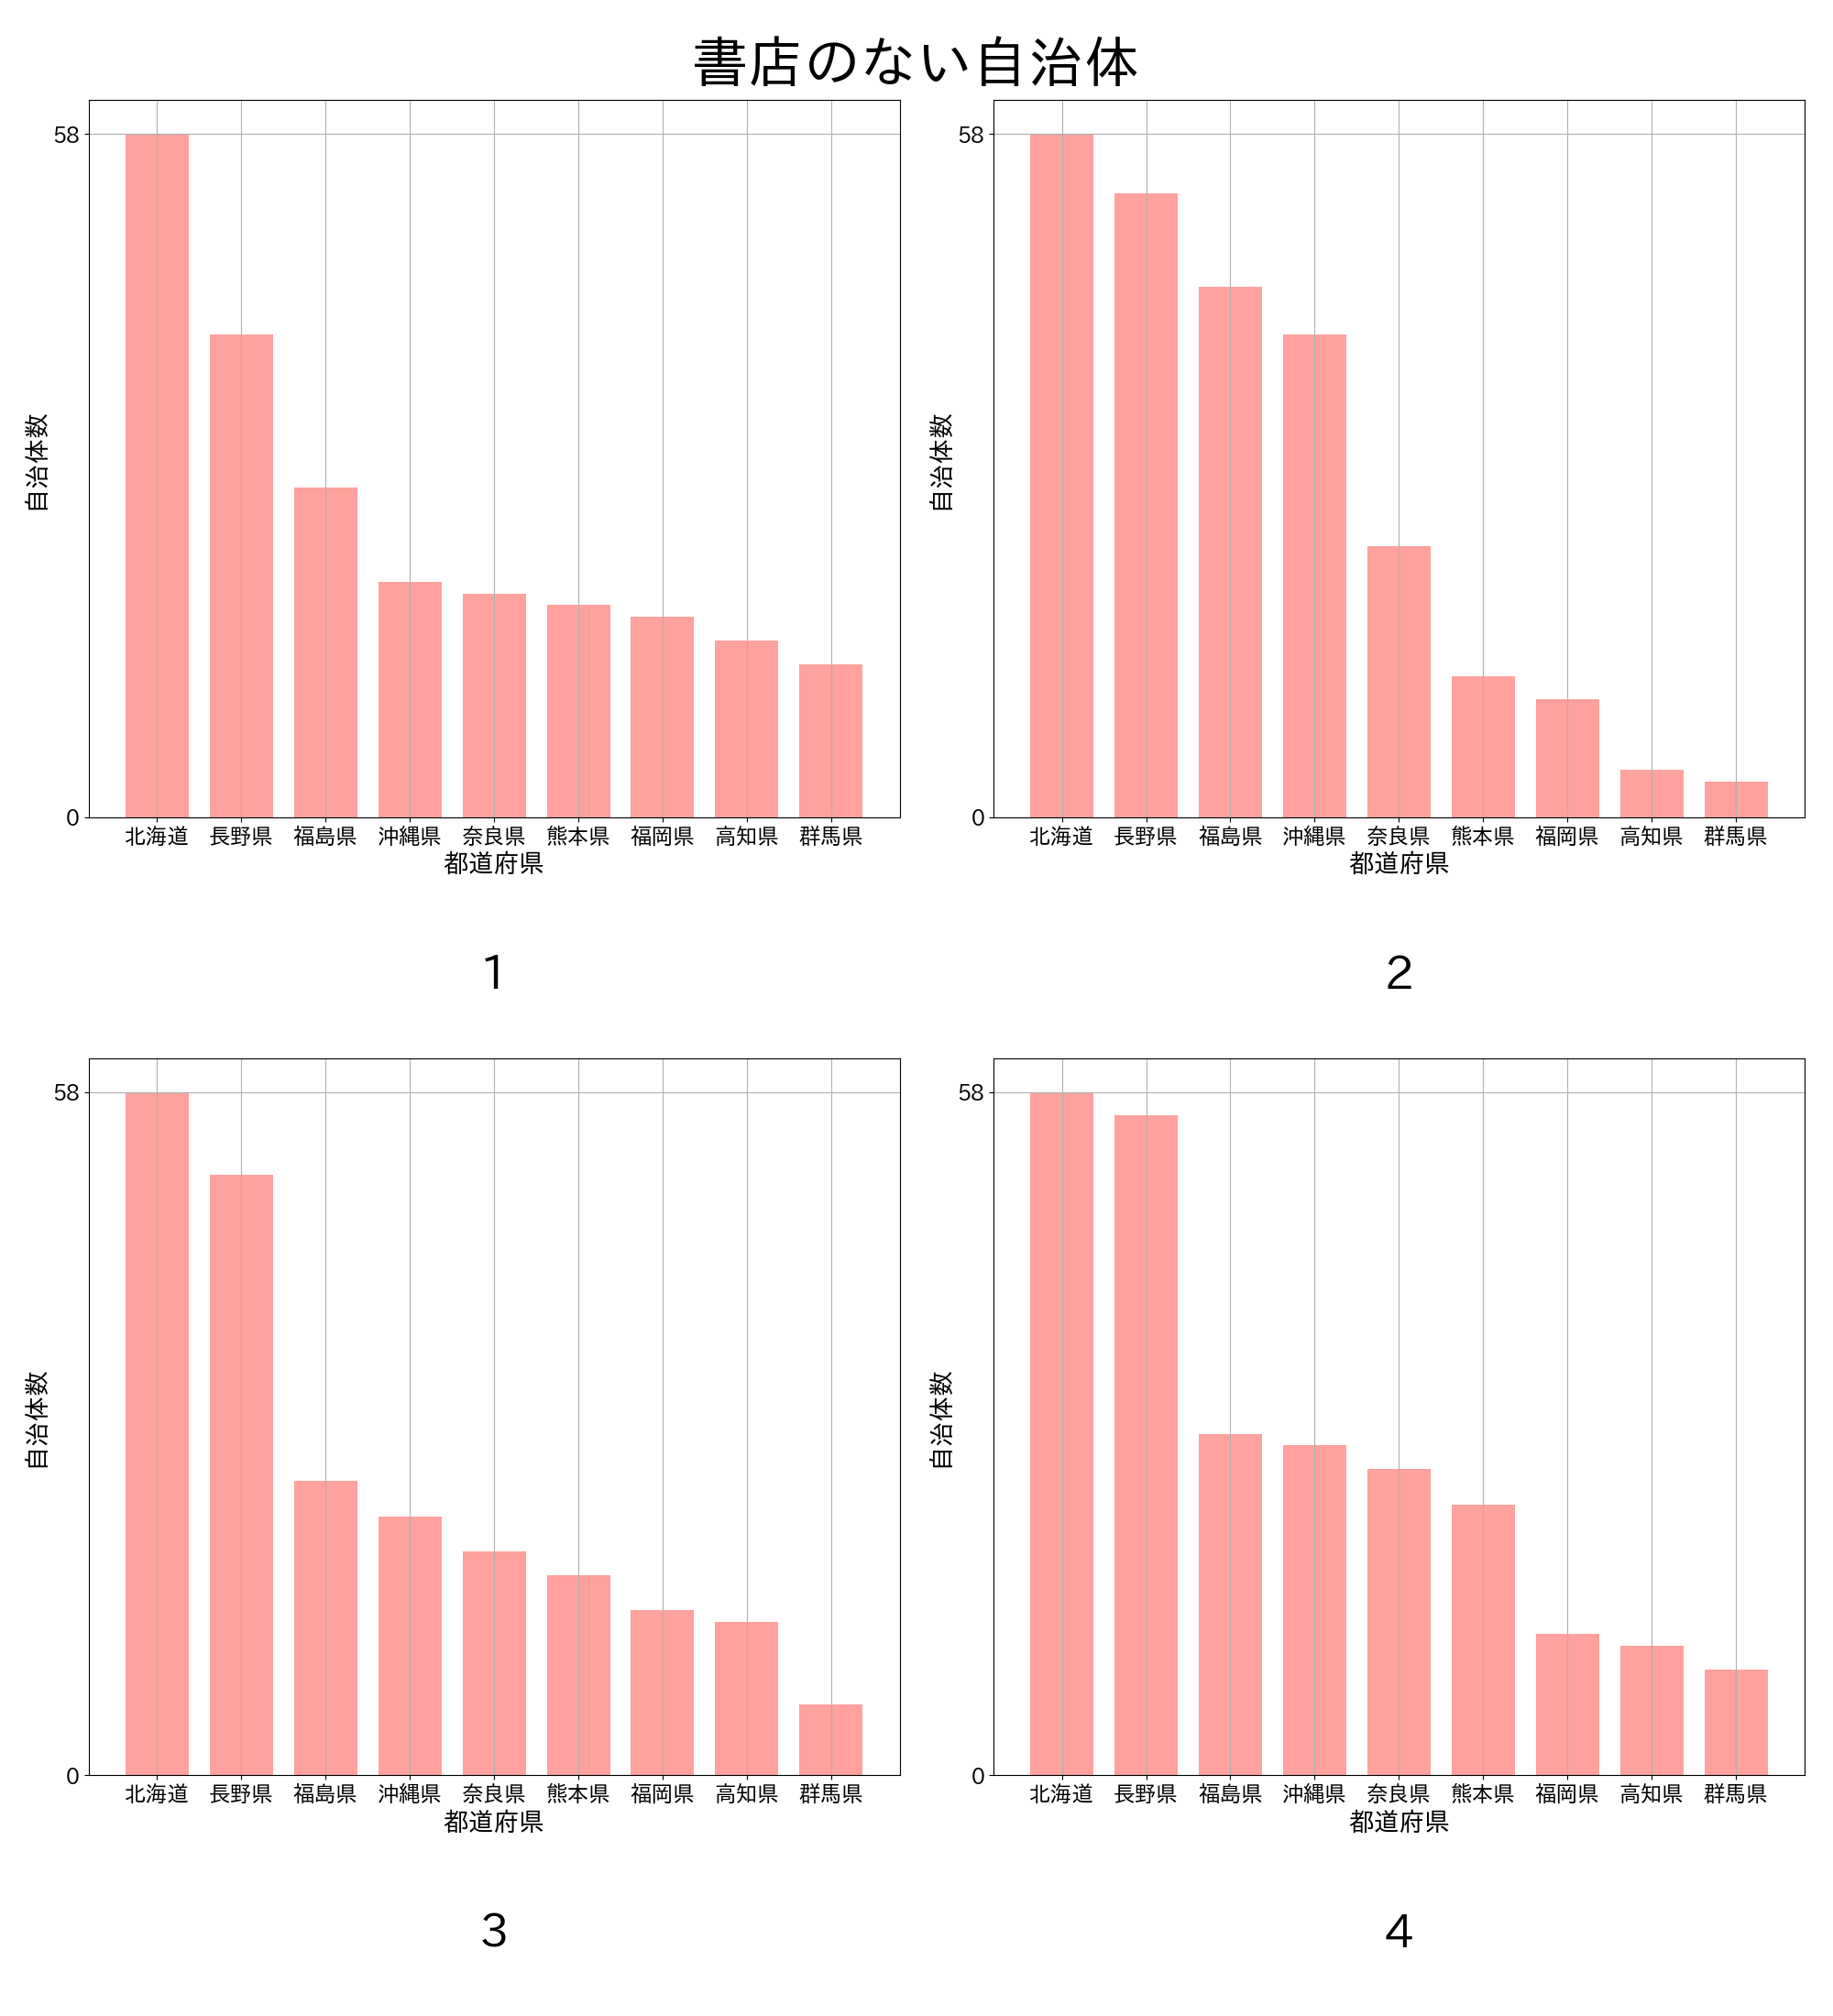 書店のない自治体
58
0
自治体数
北海道 長野県 福島県 沖縄県 奈良県 熊本県 福岡県 高知県 群馬県
都道府県
1
58
0
自治体数
北海道 長野県 福島県 沖縄県 奈良県 熊本県 福岡県 高知県 群馬県
都道府県
2
58
0
自治体数
北海道 長野県 福島県 沖縄県 奈良県 熊本県 福岡県 高知県 群馬県
都道府県
3
58
0
自治体数
北海道 長野県 福島県 沖縄県 奈良県 熊本県 福岡県 高知県 群馬県
都道府県
4